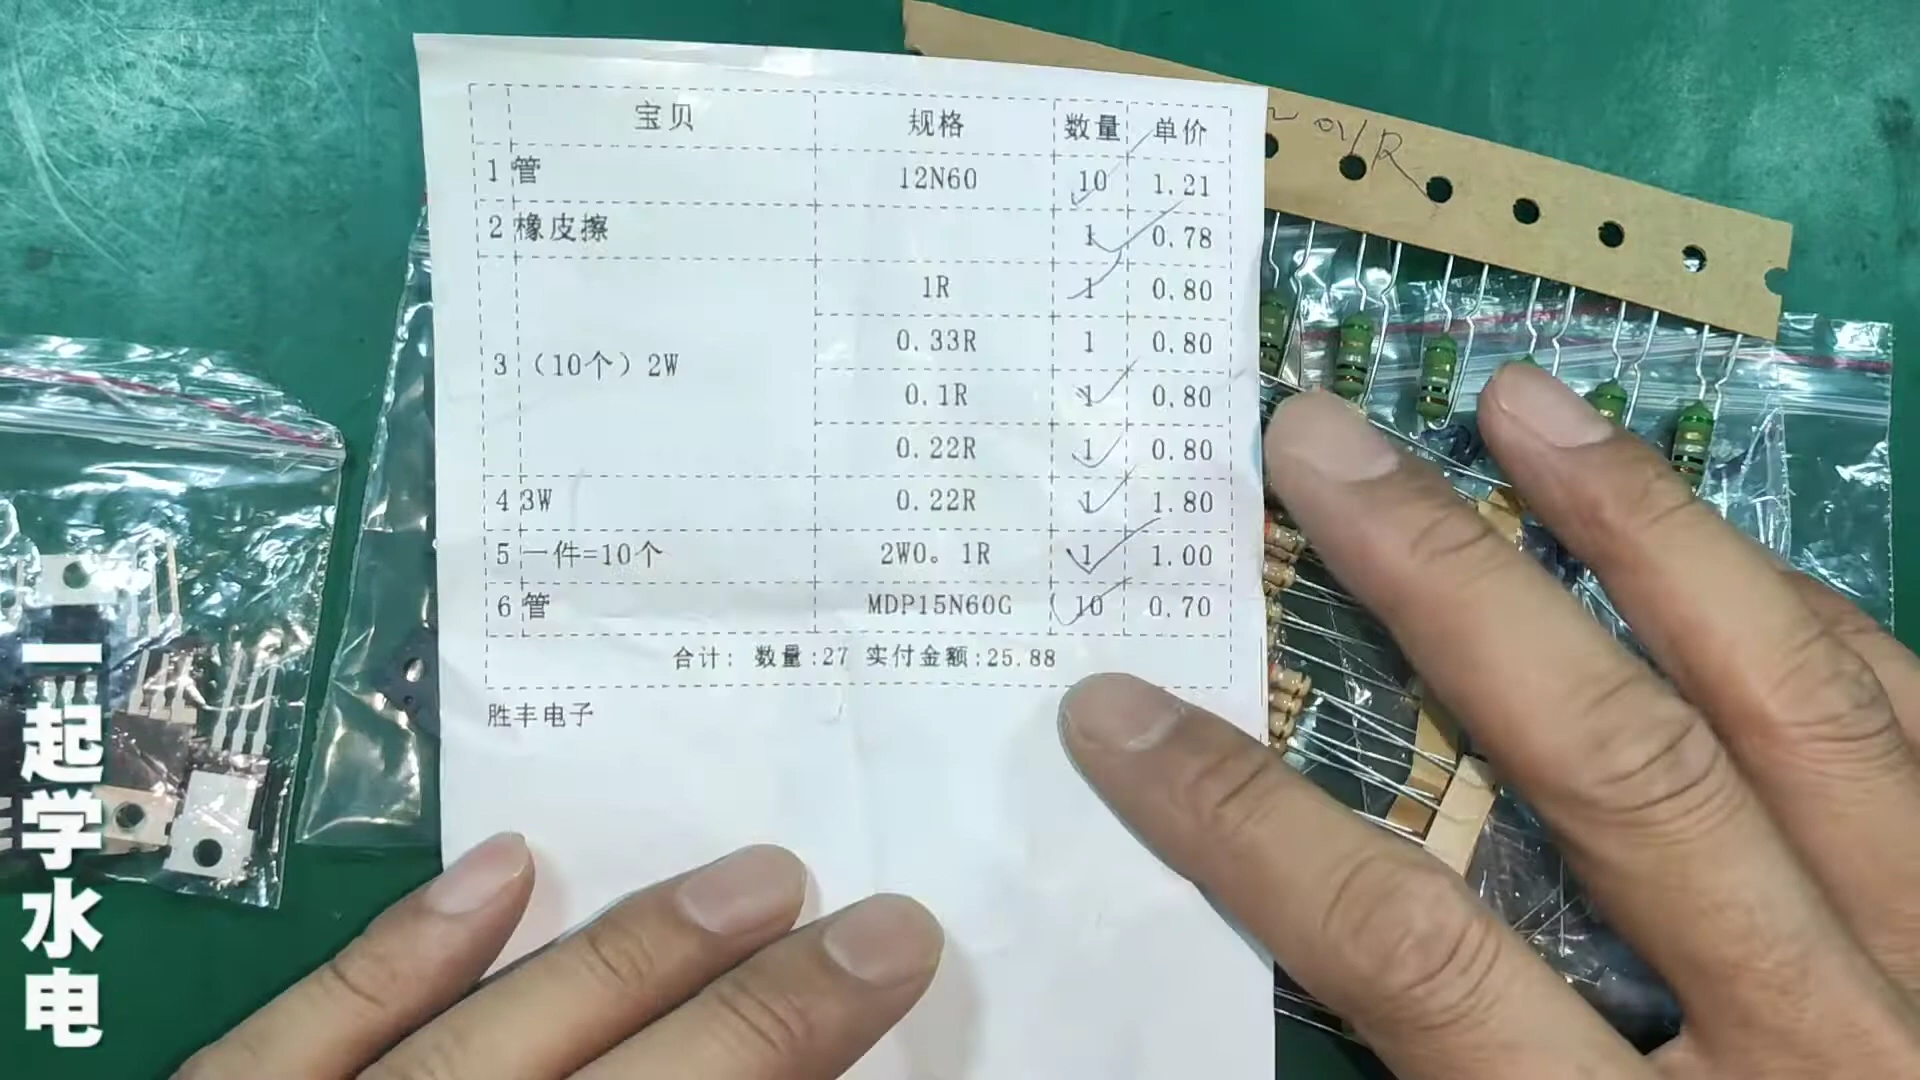 宝贝 规格 数量 单价
1 管 12N60 10 1.21
2 橡皮擦 1 0.78
3 (10个) 2W 1R 1 0.80
0.33R 1 0.80
0.1R 1 0.80
0.22R 1 0.80
4 3W 0.22R 1 1.80
5 一件=10个 2W0。1R 1 1.00
6 管 MDP15N60G 10 0.70
合计: 数量:27 实付金额:25.88
胜丰电子
一起学水电